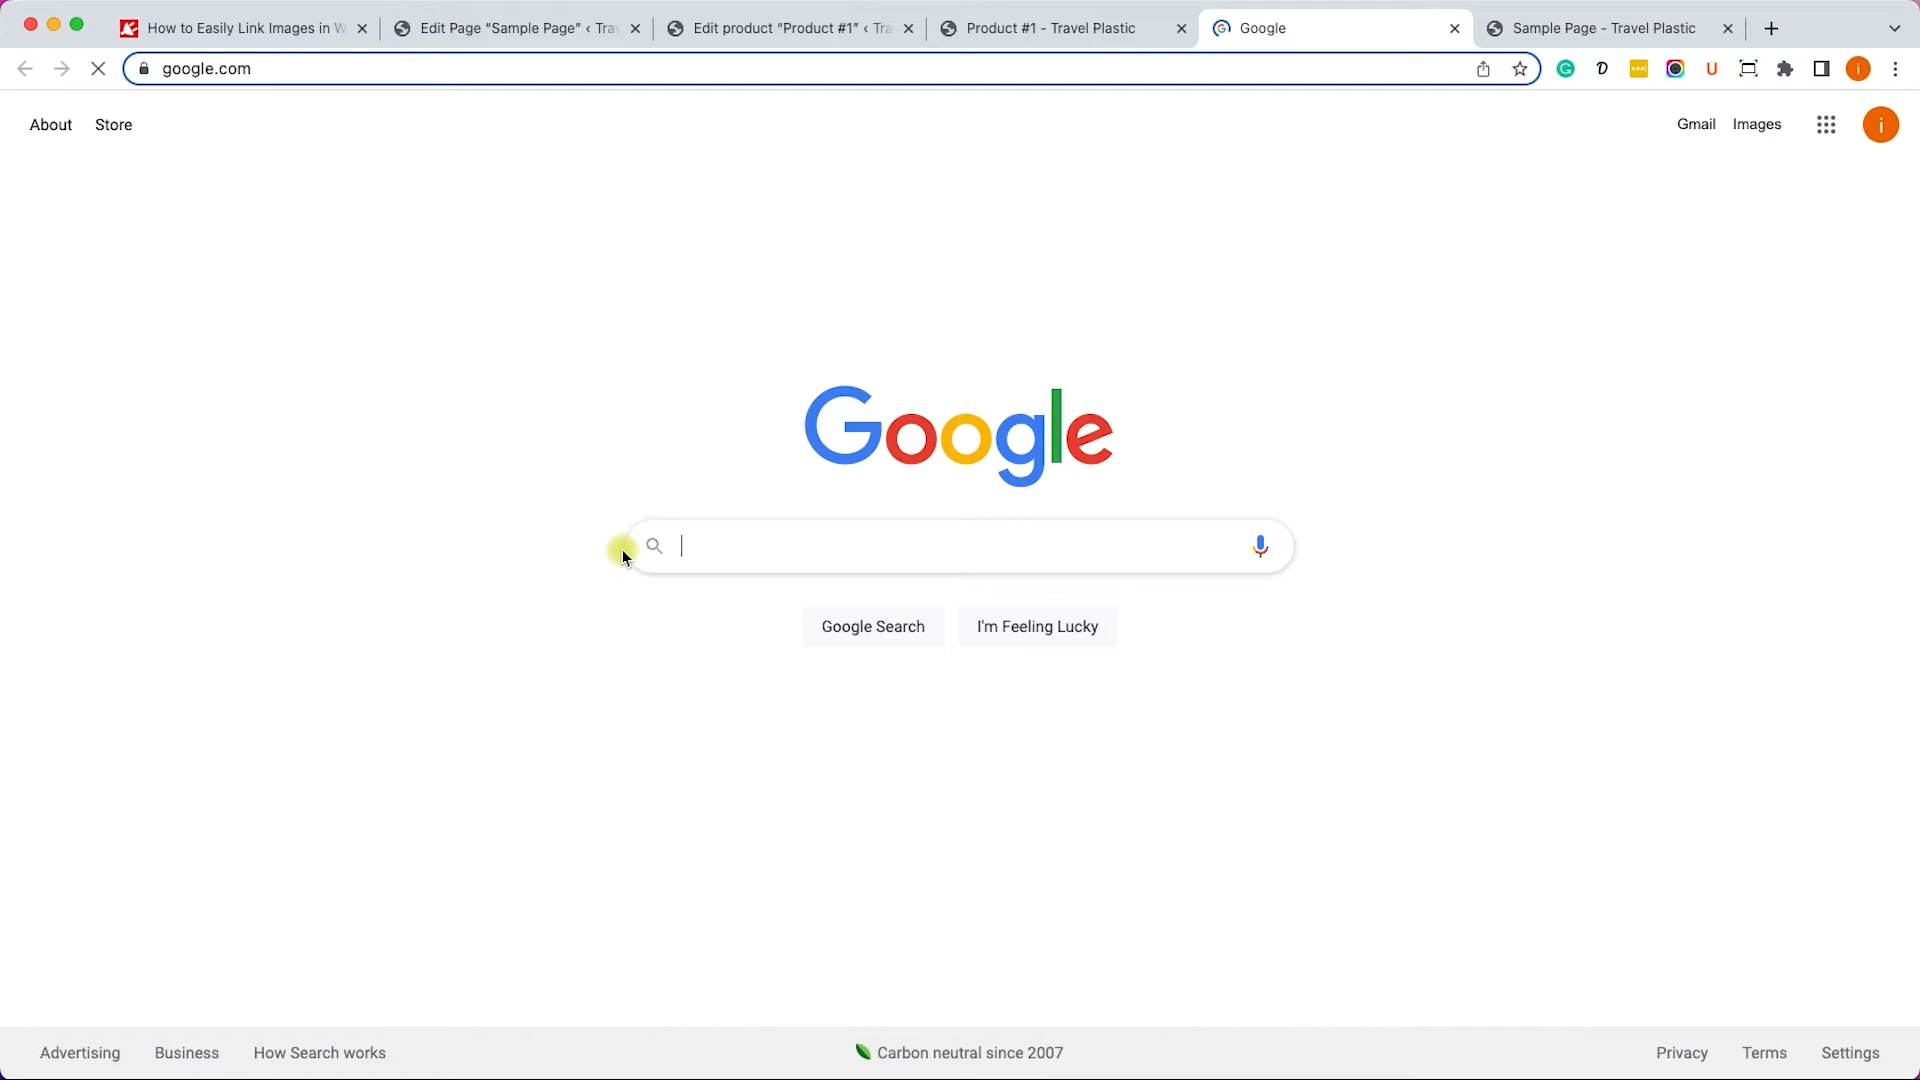 How to Easily Link Images in W
Edit Page “Sample Page” ‹ Trav
Edit product “Product #1” ‹ Tra
Product #1 - Travel Plastic
Google
Sample Page - Travel Plastic
google.com
About
Store
Gmail
Images
i
Google
Google Search
I'm Feeling Lucky
Advertising
Business
How Search works
Carbon neutral since 2007
Privacy
Terms
Settings